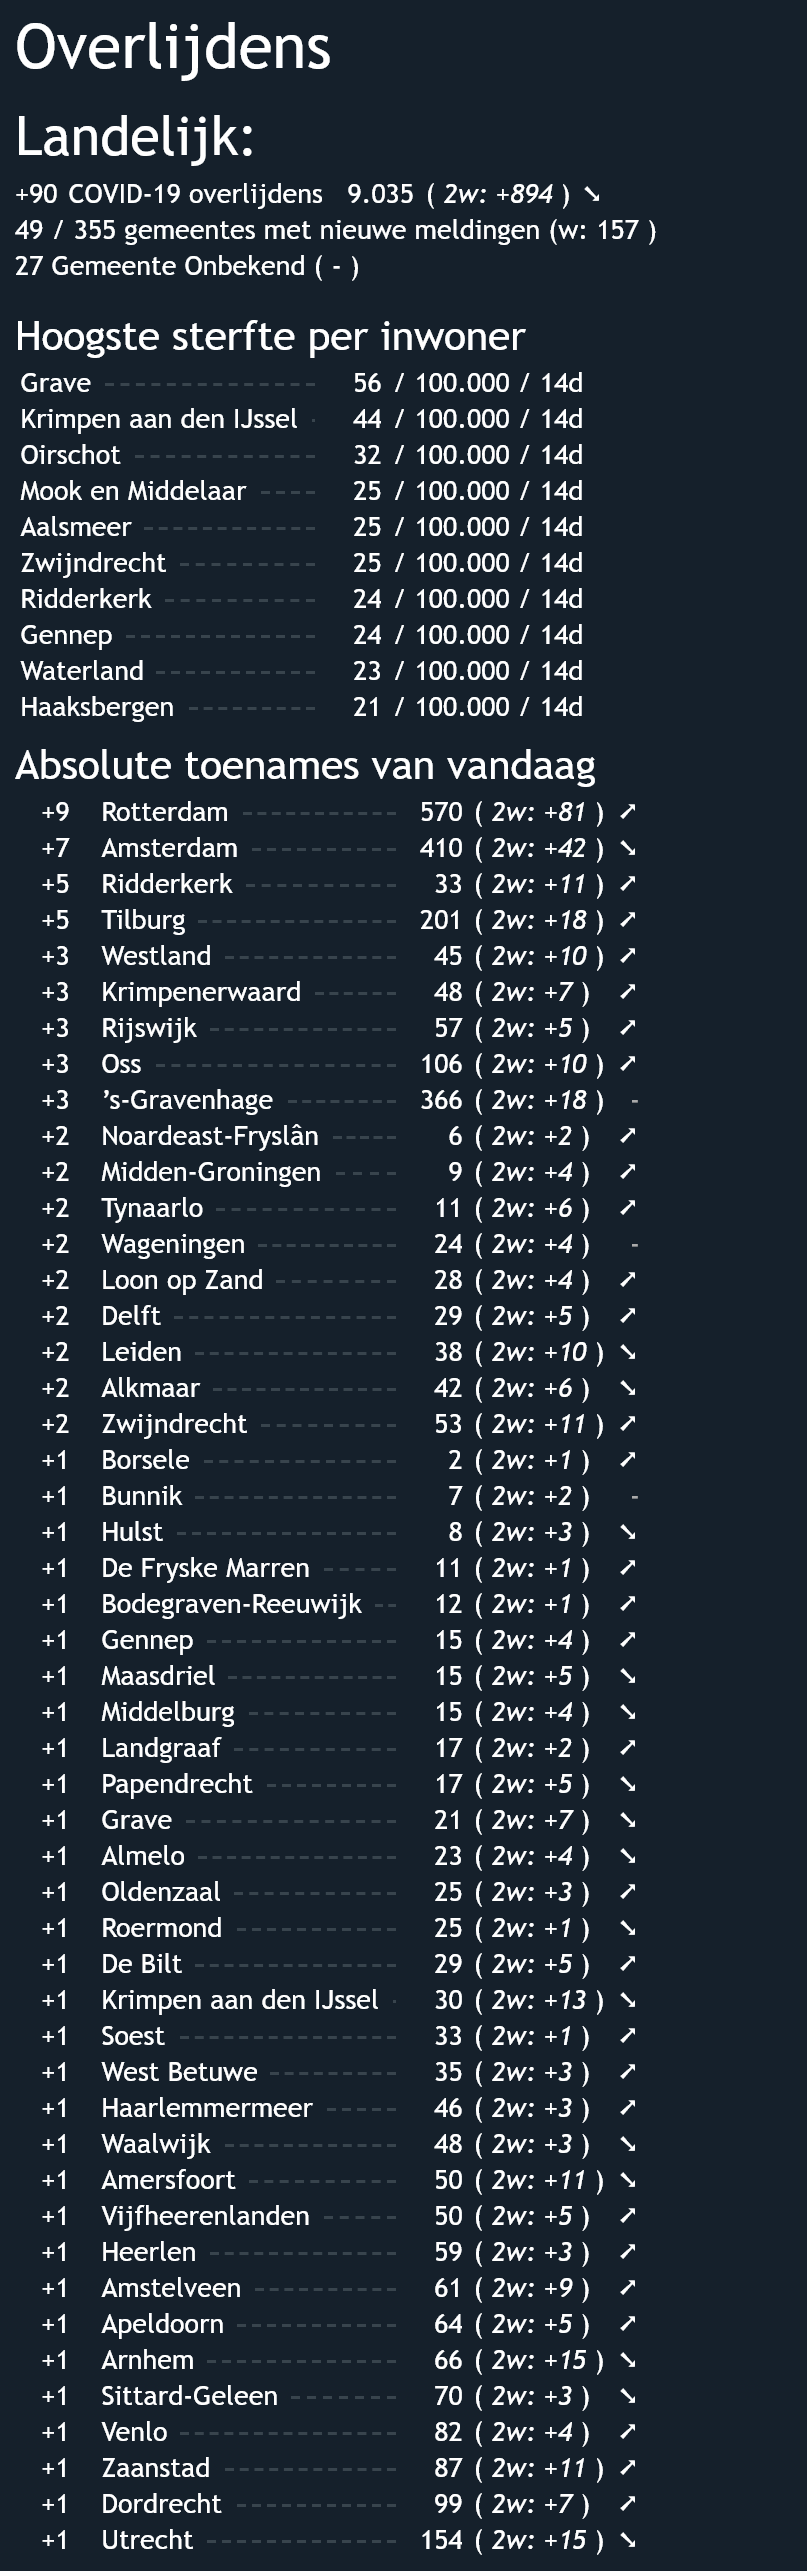 Overlijdens
Landelijk:
+90 COVID-19 overlijdens 9.035 ( 2w: +894 ) ➘
49 / 355 gemeentes met nieuwe meldingen (w: 157 )
27 Gemeente Onbekend ( - )
Hoogste sterfte per inwoner
Grave 56 / 100.000 / 14d
Krimpen aan den IJssel 44 / 100.000 / 14d
Oirschot 32 / 100.000 / 14d
Mook en Middelaar 25 / 100.000 / 14d
Aalsmeer 25 / 100.000 / 14d
Zwijndrecht 25 / 100.000 / 14d
Ridderkerk 24 / 100.000 / 14d
Gennep 24 / 100.000 / 14d
Waterland 23 / 100.000 / 14d
Haaksbergen 21 / 100.000 / 14d
Absolute toenames van vandaag
+9 Rotterdam 570 ( 2w: +81 ) ➚
+7 Amsterdam 410 ( 2w: +42 ) ➘
+5 Ridderkerk 33 ( 2w: +11 ) ➚
+5 Tilburg 201 ( 2w: +18 ) ➚
+3 Westland 45 ( 2w: +10 ) ➚
+3 Krimpenerwaard 48 ( 2w: +7 ) ➚
+3 Rijswijk 57 ( 2w: +5 ) ➚
+3 Oss 106 ( 2w: +10 ) ➚
+3 ’s-Gravenhage 366 ( 2w: +18 ) -
+2 Noardeast-Fryslân 6 ( 2w: +2 ) ➚
+2 Midden-Groningen 9 ( 2w: +4 ) ➚
+2 Tynaarlo 11 ( 2w: +6 ) ➚
+2 Wageningen 24 ( 2w: +4 ) -
+2 Loon op Zand 28 ( 2w: +4 ) ➚
+2 Delft 29 ( 2w: +5 ) ➚
+2 Leiden 38 ( 2w: +10 ) ➘
+2 Alkmaar 42 ( 2w: +6 ) ➘
+2 Zwijndrecht 53 ( 2w: +11 ) ➚
+1 Borsele 2 ( 2w: +1 ) ➚
+1 Bunnik 7 ( 2w: +2 ) -
+1 Hulst 8 ( 2w: +3 ) ➘
+1 De Fryske Marren 11 ( 2w: +1 ) ➚
+1 Bodegraven-Reeuwijk 12 ( 2w: +1 ) ➚
+1 Gennep 15 ( 2w: +4 ) ➚
+1 Maasdriel 15 ( 2w: +5 ) ➘
+1 Middelburg 15 ( 2w: +4 ) ➘
+1 Landgraaf 17 ( 2w: +2 ) ➚
+1 Papendrecht 17 ( 2w: +5 ) ➘
+1 Grave 21 ( 2w: +7 ) ➘
+1 Almelo 23 ( 2w: +4 ) ➘
+1 Oldenzaal 25 ( 2w: +3 ) ➚
+1 Roermond 25 ( 2w: +1 ) ➘
+1 De Bilt 29 ( 2w: +5 ) ➚
+1 Krimpen aan den IJssel 30 ( 2w: +13 ) ➘
+1 Soest 33 ( 2w: +1 ) ➚
+1 West Betuwe 35 ( 2w: +3 ) ➚
+1 Haarlemmermeer 46 ( 2w: +3 ) ➚
+1 Waalwijk 48 ( 2w: +3 ) ➘
+1 Amersfoort 50 ( 2w: +11 ) ➘
+1 Vijfheerenlanden 50 ( 2w: +5 ) ➚
+1 Heerlen 59 ( 2w: +3 ) ➚
+1 Amstelveen 61 ( 2w: +9 ) ➚
+1 Apeldoorn 64 ( 2w: +5 ) ➚
+1 Arnhem 66 ( 2w: +15 ) ➘
+1 Sittard-Geleen 70 ( 2w: +3 ) ➘
+1 Venlo 82 ( 2w: +4 ) ➚
+1 Zaanstad 87 ( 2w: +11 ) ➚
+1 Dordrecht 99 ( 2w: +7 ) ➚
+1 Utrecht 154 ( 2w: +15 ) ➘